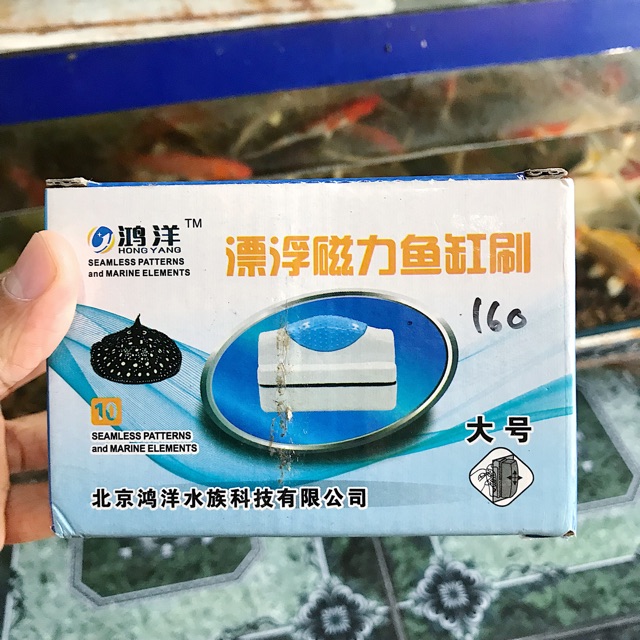 鸿洋™
HONG YANG
SEAMLESS PATTERNS
and MARINE ELEMENTS
漂浮磁力鱼缸刷
160
10
SEAMLESS PATTERNS
and MARINE ELEMENTS
大号
北京鸿洋水族科技有限公司